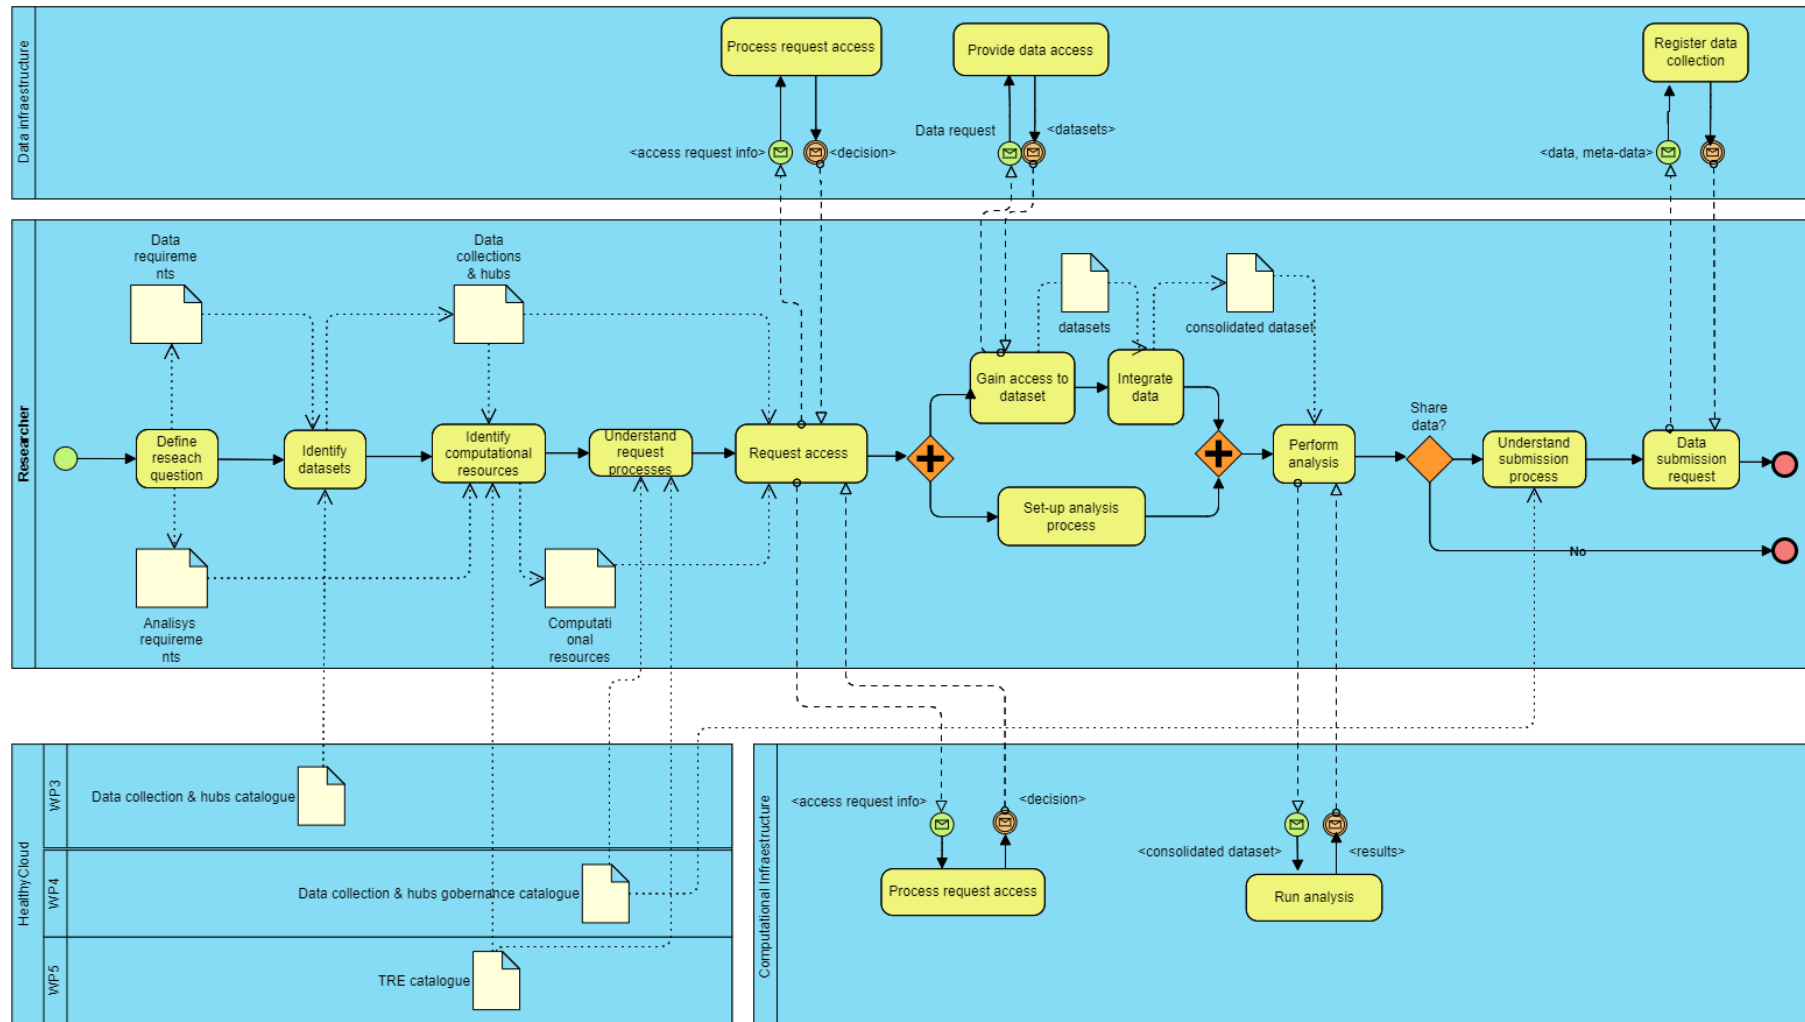 Data infraestructure
Process request access
Provide data access
Register data
collection
<access request info>
<decision>
Data request
<datasets>
<data, meta-data>
Researcher
Data
requireme
nts
Data
collections
& hubs
datasets
consolidated dataset
Define
reseach
question
Identify
datasets
Identify
computational
resources
Understand
request
processes
Request access
Gain access to
dataset
Integrate
data
Set-up analysis
process
Perform
analysis
Share
data?
Understand
submission
process
Data
submission
request
No
Analisys
requireme
nts
Computati
onal
resources
HealthyCloud
WP3
Data collection & hubs catalogue
WP4
Data collection & hubs gobernance catalogue
WP5
TRE catalogue
Computational Infraestructure
<access request info>
<decision>
Process request access
<consolidated dataset>
<results>
Run analysis